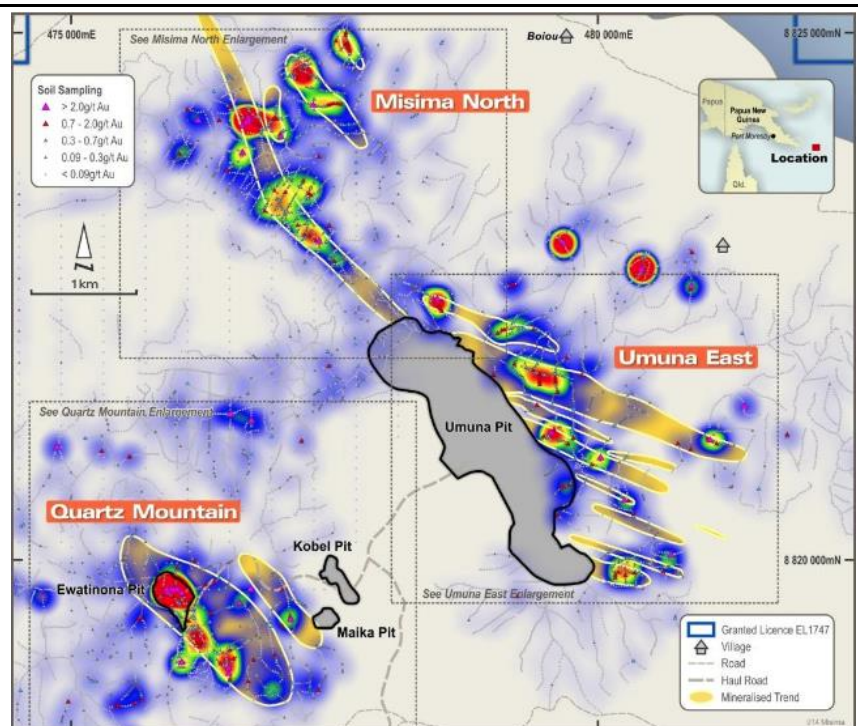 475 000mE
480 000mE
8 825 000mN
See Misima North Enlargement
Boiou
Soil Sampling
> 2.0g/t Au
0.7 - 2.0g/t Au
0.3 - 0.7g/t Au
0.09 - 0.3g/t Au
< 0.09g/t Au
Misima North
Papua
Papua New
Guinea
Port Moresby
Location
Qld.
N
1km
Umuna East
See Quartz Mountain Enlargement
Umuna Pit
Quartz Mountain
Kobel Pit
8 820 000mN
Ewatinona Pit
See Umuna East Enlargement
Maika Pit
Granted Licence EL1747
Village
Road
Haul Road
Mineralised Trend
U14 Misima